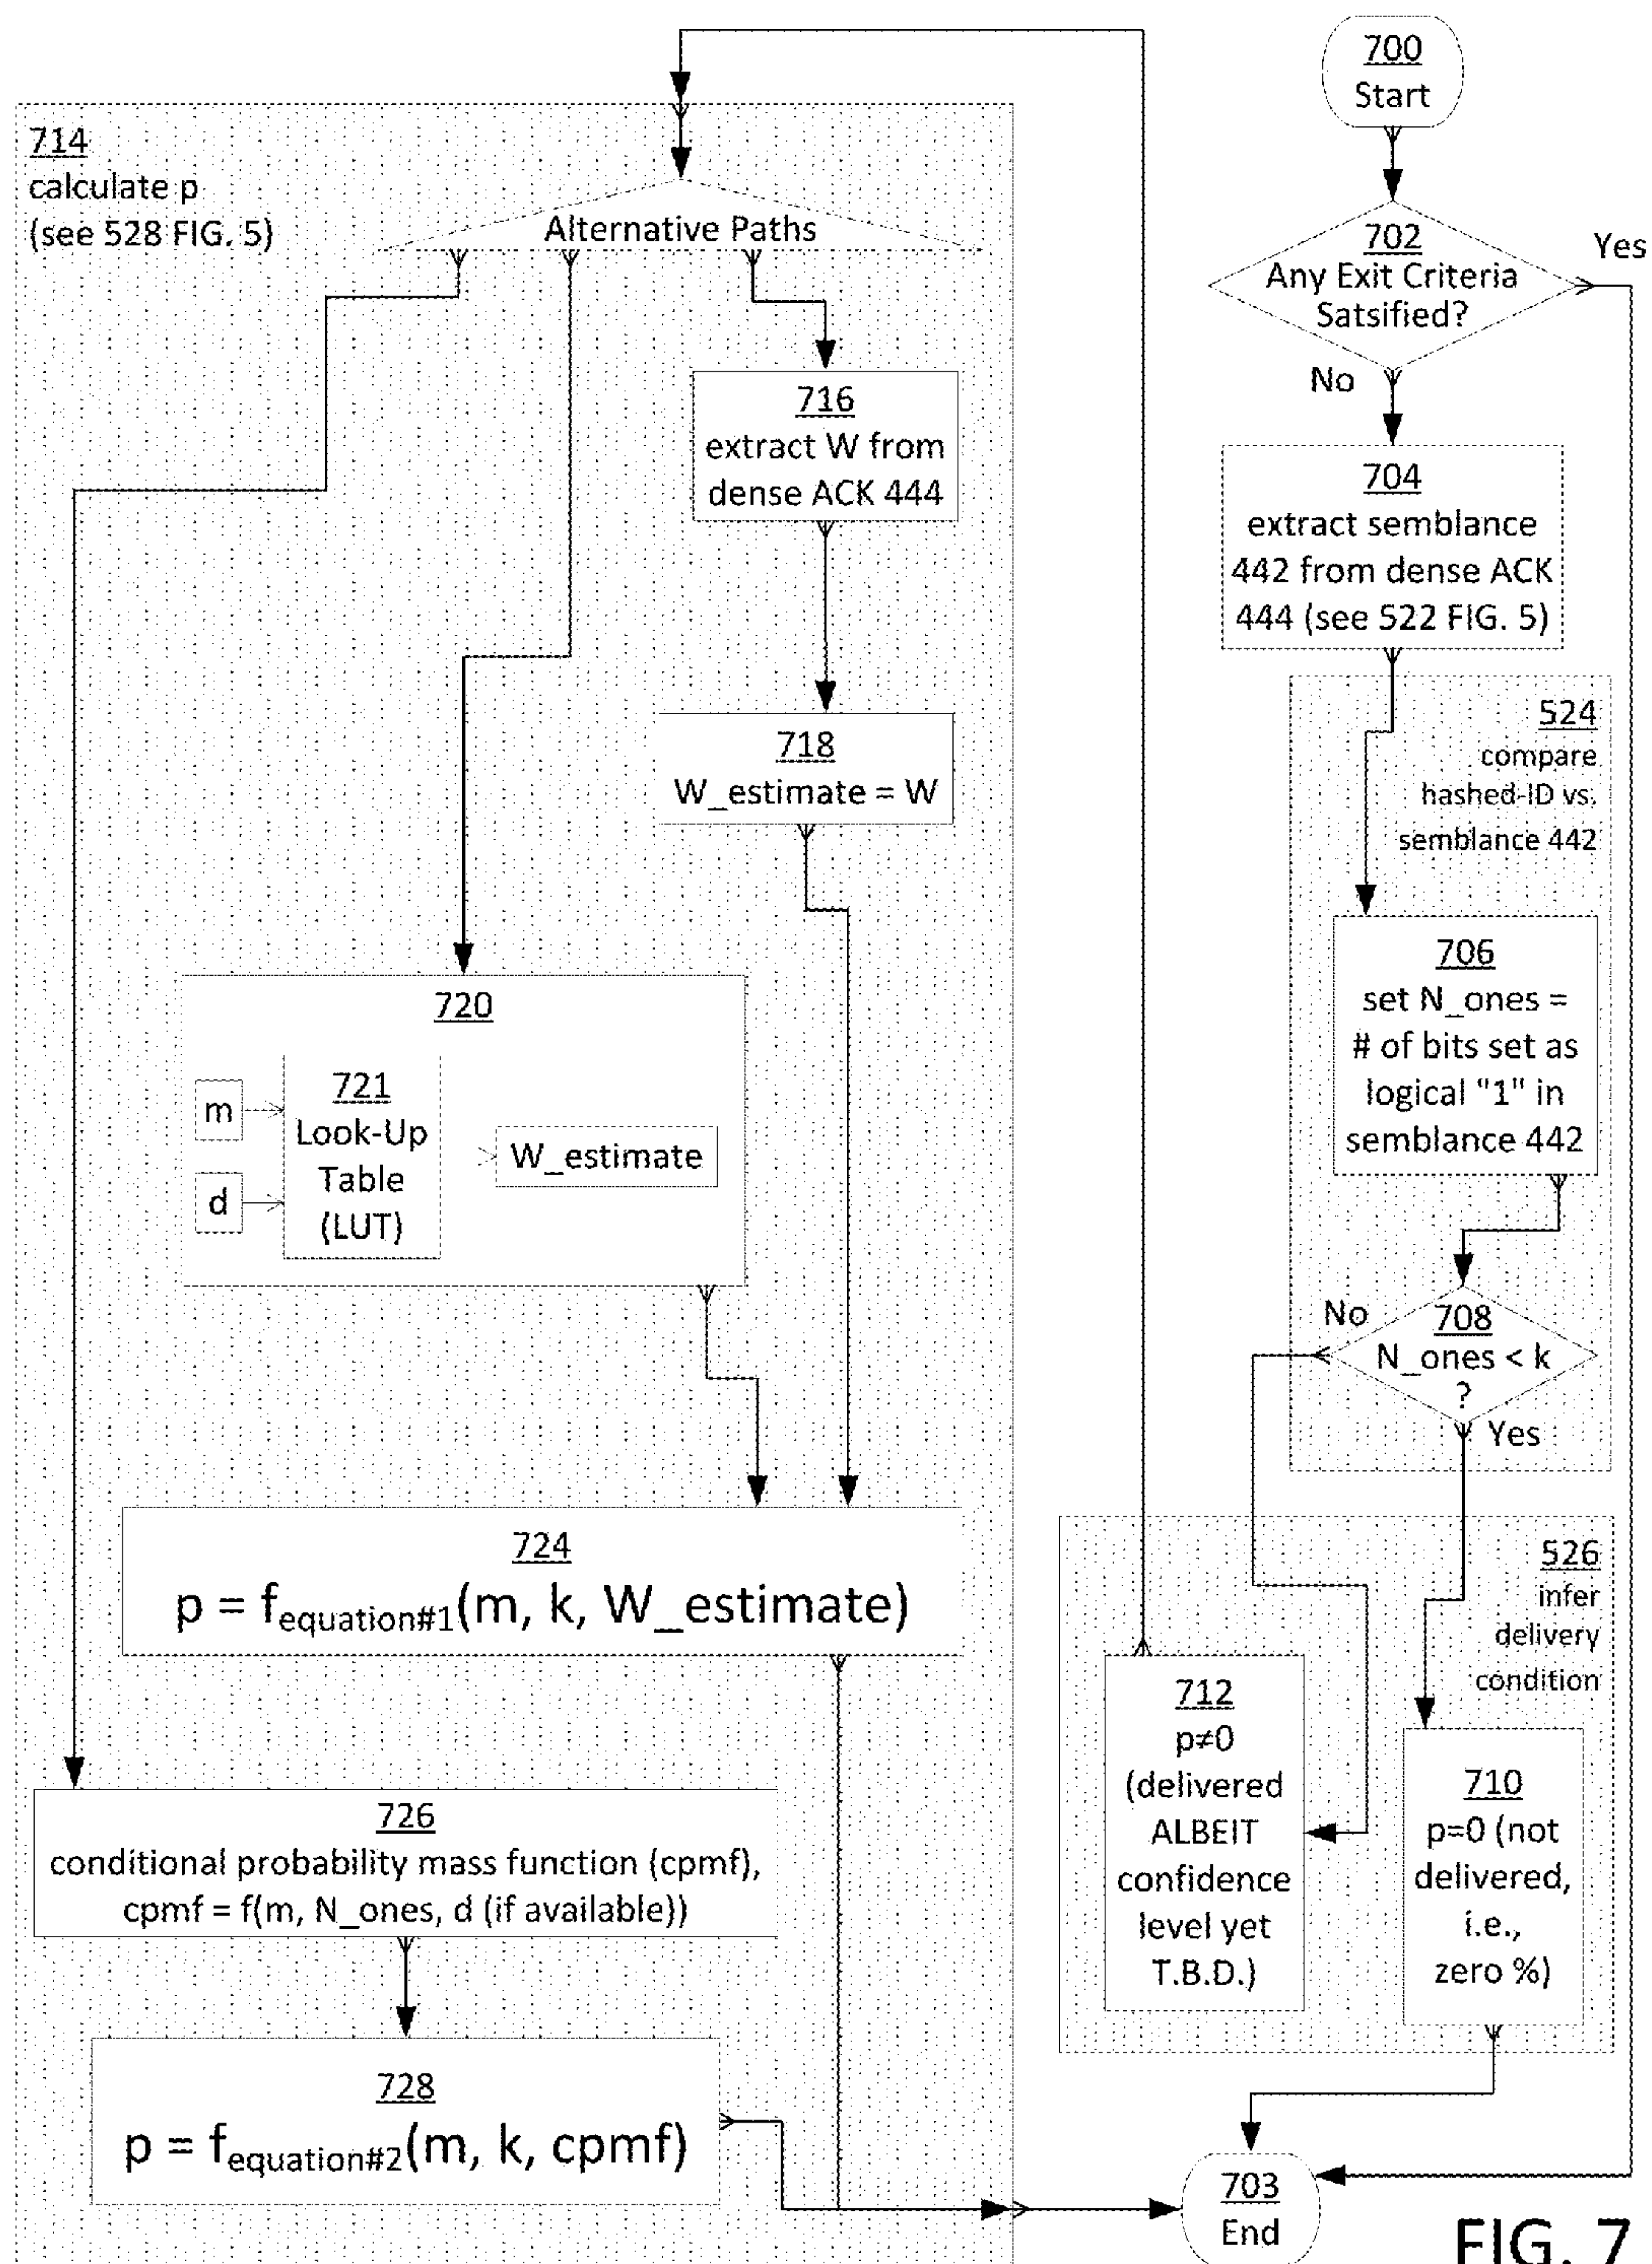 700
Start
702
Any Exit Criteria
Satsified?
Yes
No
704
extract semblance
442 from dense ACK
444 (see 522 FIG. 5)
524
compare
hashed-ID vs.
semblance 442
706
set N_ones =
# of bits set as
logical "1" in
semblance 442
708
N_ones < k
?
No
Yes
526
infer
delivery
condition
710
p=0 (not
delivered,
i.e.,
zero %)
712
p≠0
(delivered
ALBEIT
confidence
level yet
T.B.D.)
714
calculate p
(see 528 FIG. 5)
Alternative Paths
716
extract W from
dense ACK 444
718
W_estimate = W
720
m
d
721
Look-Up
Table
(LUT)
W_estimate
724
p = fequation#1(m, k, W_estimate)
726
conditional probability mass function (cpmf),
cpmf = f(m, N_ones, d (if available))
728
p = fequation#2(m, k, cpmf)
703
End
FIG. 7